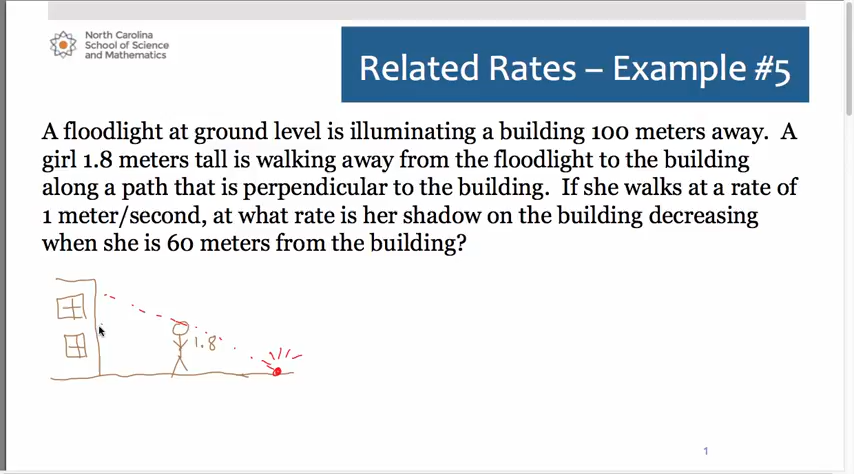 North Carolina
School of Science
and Mathematics
Related Rates – Example #5
A floodlight at ground level is illuminating a building 100 meters away. A
girl 1.8 meters tall is walking away from the floodlight to the building
along a path that is perpendicular to the building. If she walks at a rate of
1 meter/second, at what rate is her shadow on the building decreasing
when she is 60 meters from the building?
1.8
1